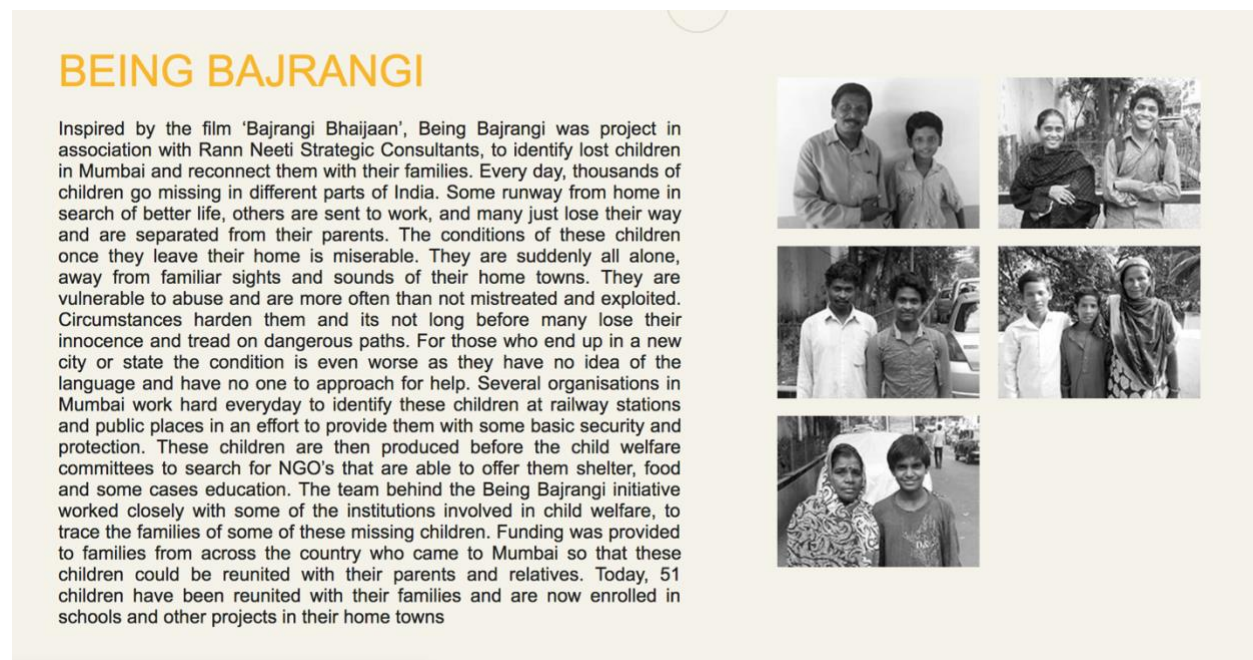 BEING BAJRANGI
Inspired by the film ‘Bajrangi Bhaijaan’, Being Bajrangi was project in
association with Rann Neeti Strategic Consultants, to identify lost children
in Mumbai and reconnect them with their families. Every day, thousands of
children go missing in different parts of India. Some runway from home in
search of better life, others are sent to work, and many just lose their way
and are separated from their parents. The conditions of these children
once they leave their home is miserable. They are suddenly all alone,
away from familiar sights and sounds of their home towns. They are
vulnerable to abuse and are more often than not mistreated and exploited.
Circumstances harden them and its not long before many lose their
innocence and tread on dangerous paths. For those who end up in a new
city or state the condition is even worse as they have no idea of the
language and have no one to approach for help. Several organisations in
Mumbai work hard everyday to identify these children at railway stations
and public places in an effort to provide them with some basic security and
protection. These children are then produced before the child welfare
committees to search for NGO’s that are able to offer them shelter, food
and some cases education. The team behind the Being Bajrangi initiative
worked closely with some of the institutions involved in child welfare, to
trace the families of some of these missing children. Funding was provided
to families from across the country who came to Mumbai so that these
children could be reunited with their parents and relatives. Today, 51
children have been reunited with their families and are now enrolled in
schools and other projects in their home towns